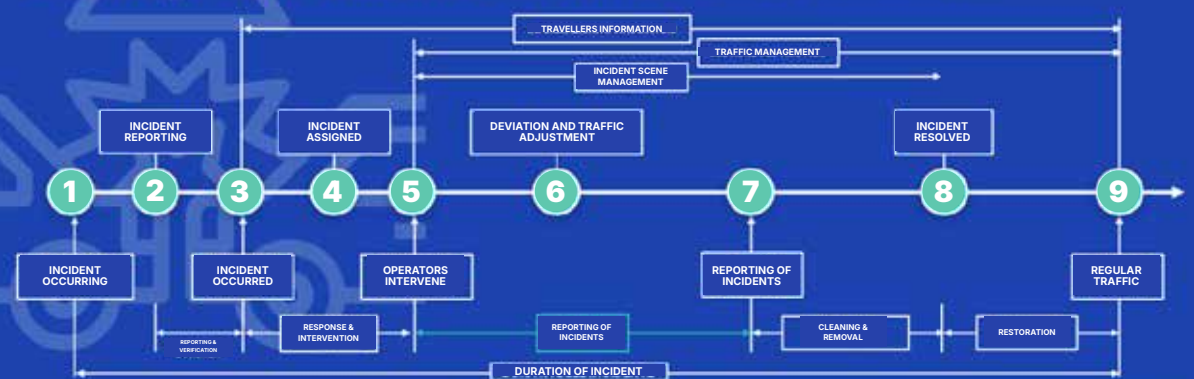 TRAVELLERS INFORMATION
TRAFFIC MANAGEMENT
INCIDENT SCENE
MANAGEMENT
INCIDENT
REPORTING
INCIDENT
ASSIGNED
DEVIATION AND TRAFFIC
ADJUSTMENT
INCIDENT
RESOLVED
1
2
3
4
5
6
7
8
9
INCIDENT
OCCURRING
INCIDENT
OCCURRED
OPERATORS
INTERVENE
REPORTING OF
INCIDENTS
REGULAR
TRAFFIC
REPORTING &
VERIFICATION
RESPONSE &
INTERVENTION
REPORTING OF
INCIDENTS
CLEANING &
REMOVAL
RESTORATION
DURATION OF INCIDENT